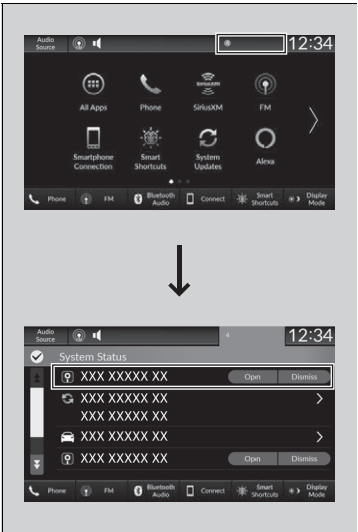 Audio
Source
12:34
SiriusXM
All Apps
Phone
SiriusXM
FM
Smartphone
Connection
Smart
Shortcuts
System
Updates
Alexa
Phone
FM
Bluetooth
Audio
Connect
Smart
Shortcuts
Display
Mode
Audio
Source
4
12:34
System Status
XXX XXXXX XX
Opn
Dismiss
XXX XXXXX XX
XXX XXXXX XX
XXX XXXXX XX
XXX XXXXX XX
Opn
Dismiss
Phone
FM
Bluetooth
Audio
Connect
Smart
Shortcuts
Display
Mode